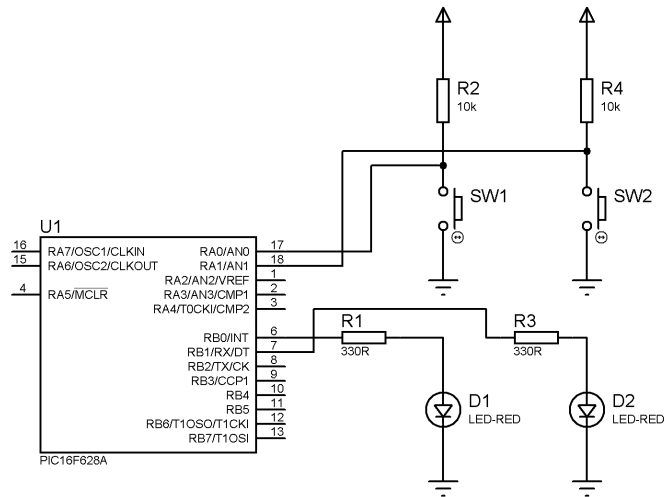 R2
10k
R4
10k
SW1
SW2
U1
16 RA7/OSC1/CLKIN RA0/AN0 17
15 RA6/OSC2/CLKOUT RA1/AN1 18
RA2/AN2/VREF 1
4 RA5/MCLR RA3/AN3/CMP1 2
RA4/T0CKI/CMP2 3
RB0/INT 6
RB1/RX/DT 7
RB2/TX/CK 8
RB3/CCP1 9
RB4 10
RB5 11
RB6/T1OSO/T1CKI 12
RB7/T1OSI 13
PIC16F628A
R1
330R
R3
330R
D1
LED-RED
D2
LED-RED